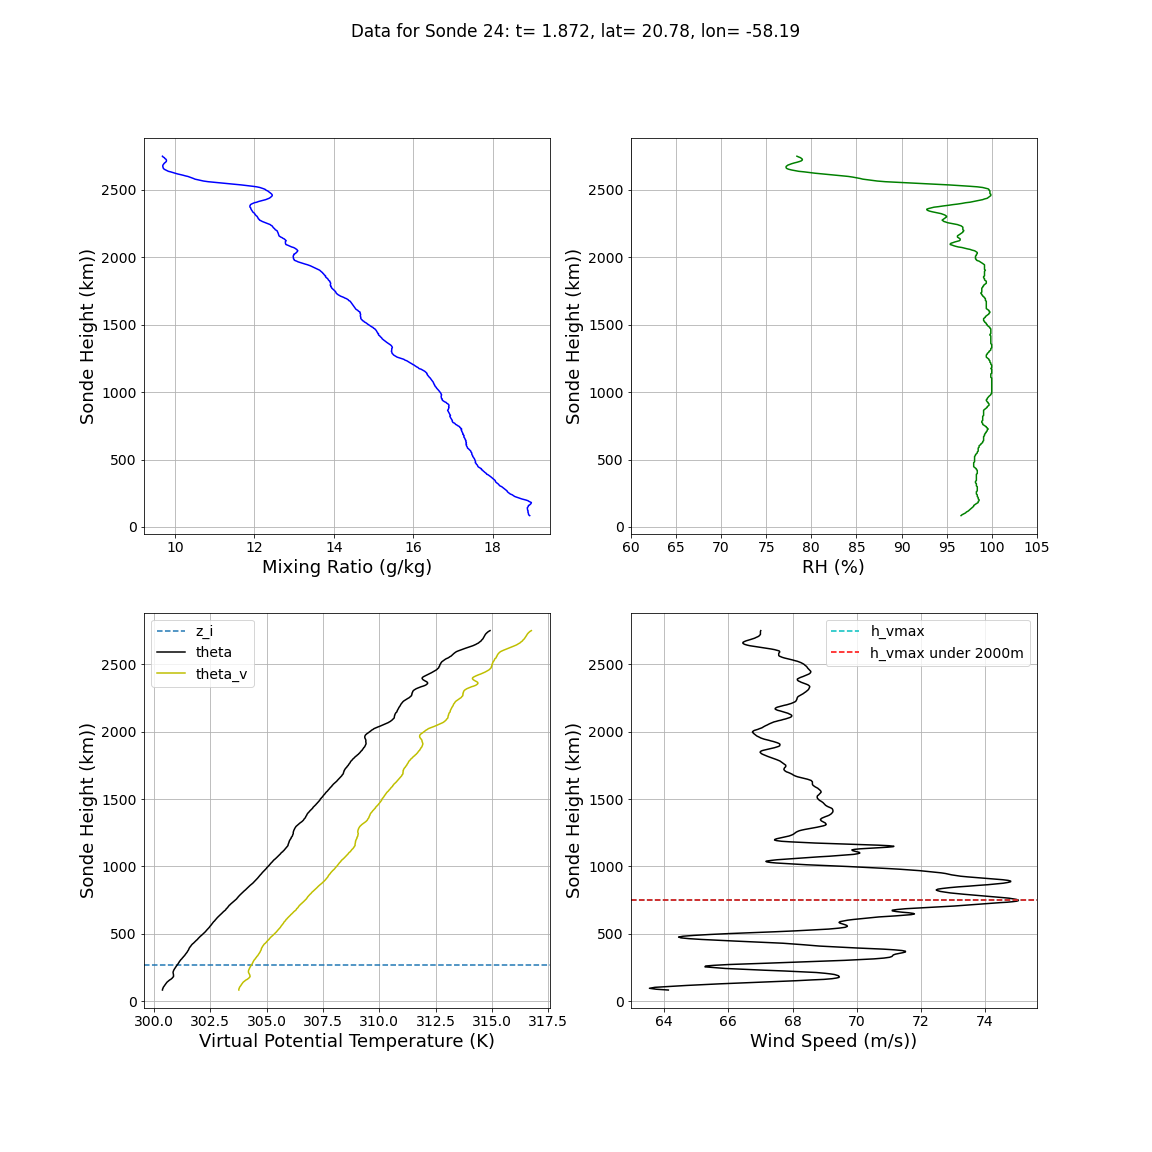 Data for Sonde 24: t= 1.872, lat= 20.78, lon= -58.19
2500
2000
1500
1000
500
0
Sonde Height (km))
10 12 14 16 18
Mixing Ratio (g/kg)
2500
2000
1500
1000
500
0
Sonde Height (km))
60 65 70 75 80 85 90 95 100 105
RH (%)
z_i
theta
theta_v
2500
2000
1500
1000
500
0
Sonde Height (km))
300.0 302.5 305.0 307.5 310.0 312.5 315.0 317.5
Virtual Potential Temperature (K)
h_vmax
h_vmax under 2000m
2500
2000
1500
1000
500
0
Sonde Height (km))
64 66 68 70 72 74
Wind Speed (m/s))